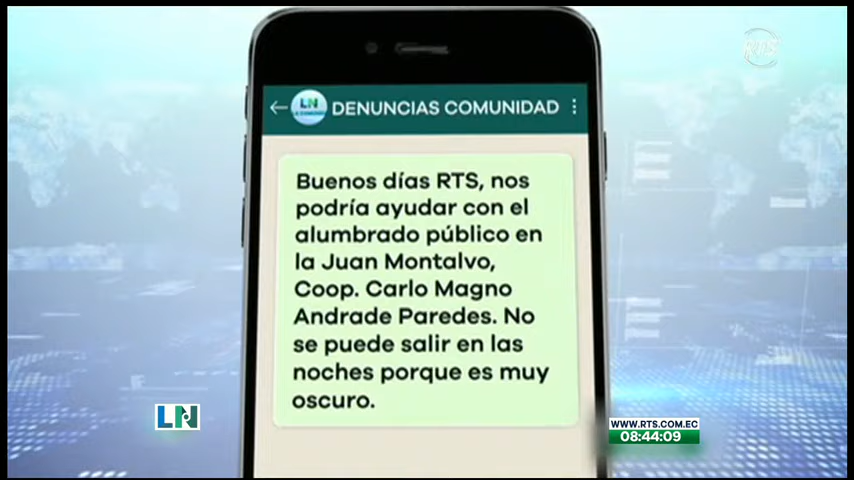 RTS
LN
DENUNCIAS COMUNIDAD
Buenos días RTS, nos
podría ayudar con el
alumbrado público en
la Juan Montalvo,
Coop. Carlo Magno
Andrade Paredes. No
se puede salir en las
noches porque es muy
oscuro.
LN
WWW.RTS.COM.EC
08:44:09